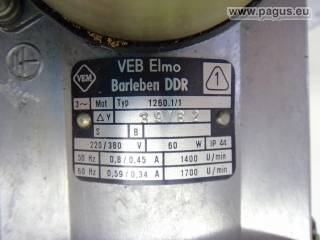 © www.pagus.eu
VEB Elmo
VEM
Barleben DDR
1
3~ Mot. Typ 1260.1/1
△ Y
S B
220/380 V 60 W IP 44
50 Hz 0,8/0,45 A 1400 U/min
60 Hz 0,59/0,34 A 1700 U/min